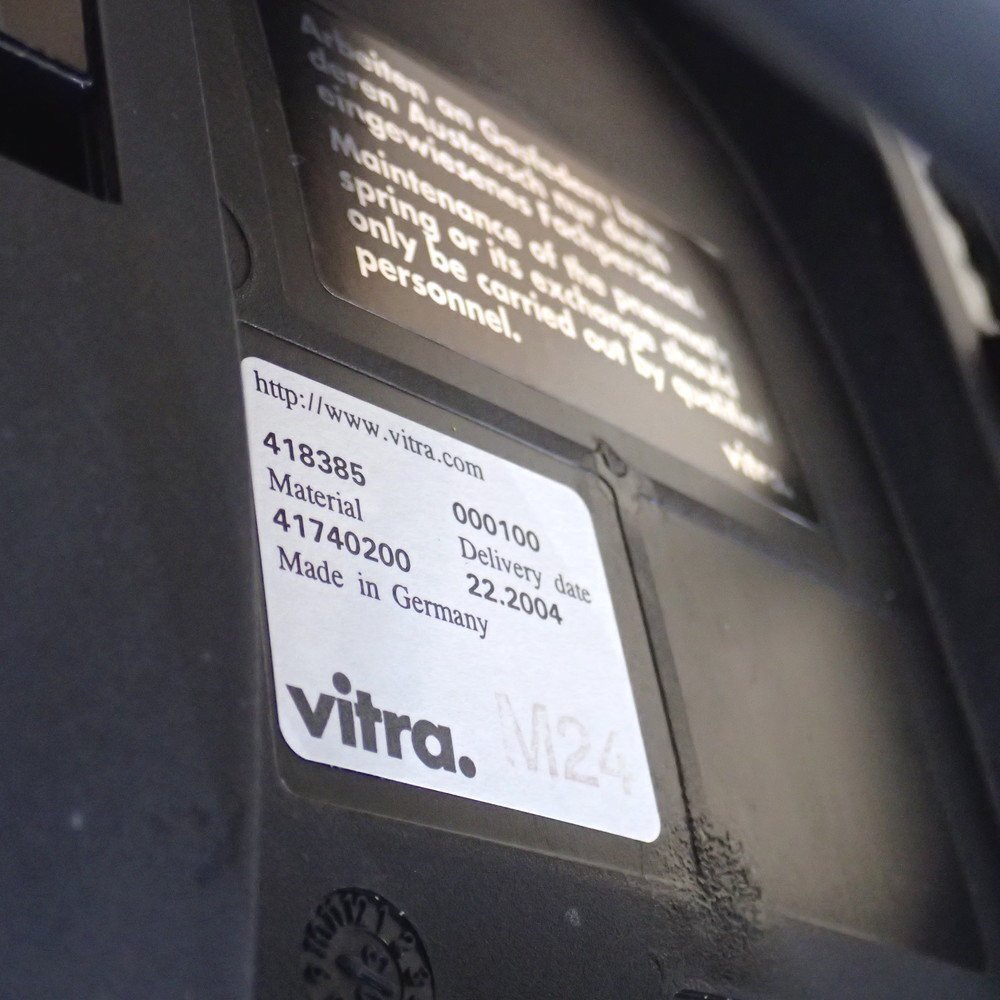 Arbeiten an Gasfedern bzw.
deren Austausch nur durch
eingewiesenes Fachpersonal.
Maintenance of the pneumatic
spring or its exchange should
only be carried out by qualified
personnel.
vitra.
http://www.vitra.com
418385 000100
Material Delivery date
41740200 22.2004
Made in Germany
vitra.
M24